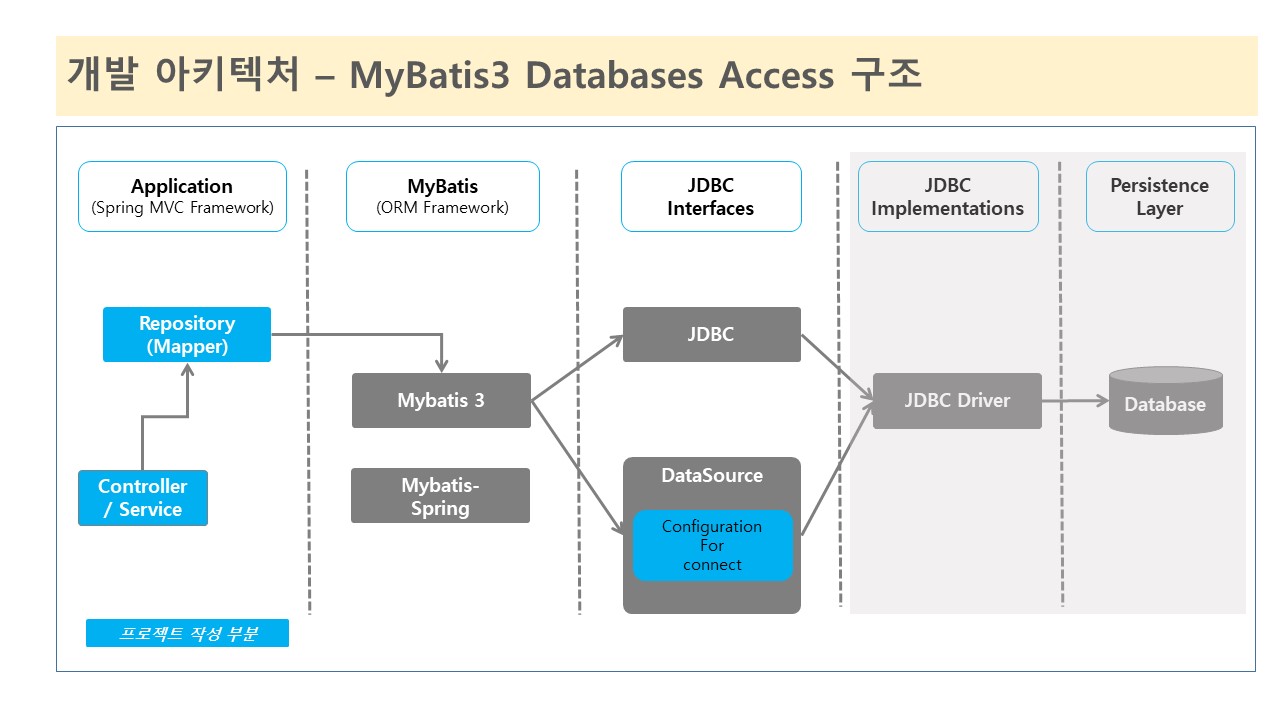 개발 아키텍처 – MyBatis3 Databases Access 구조
Application
(Spring MVC Framework)
MyBatis
(ORM Framework)
JDBC
Interfaces
JDBC
Implementations
Persistence
Layer
Repository
(Mapper)
JDBC
Mybatis 3
JDBC Driver
Database
Controller
/ Service
Mybatis-
Spring
DataSource
Configuration
For
connect
프로젝트 작성 부분